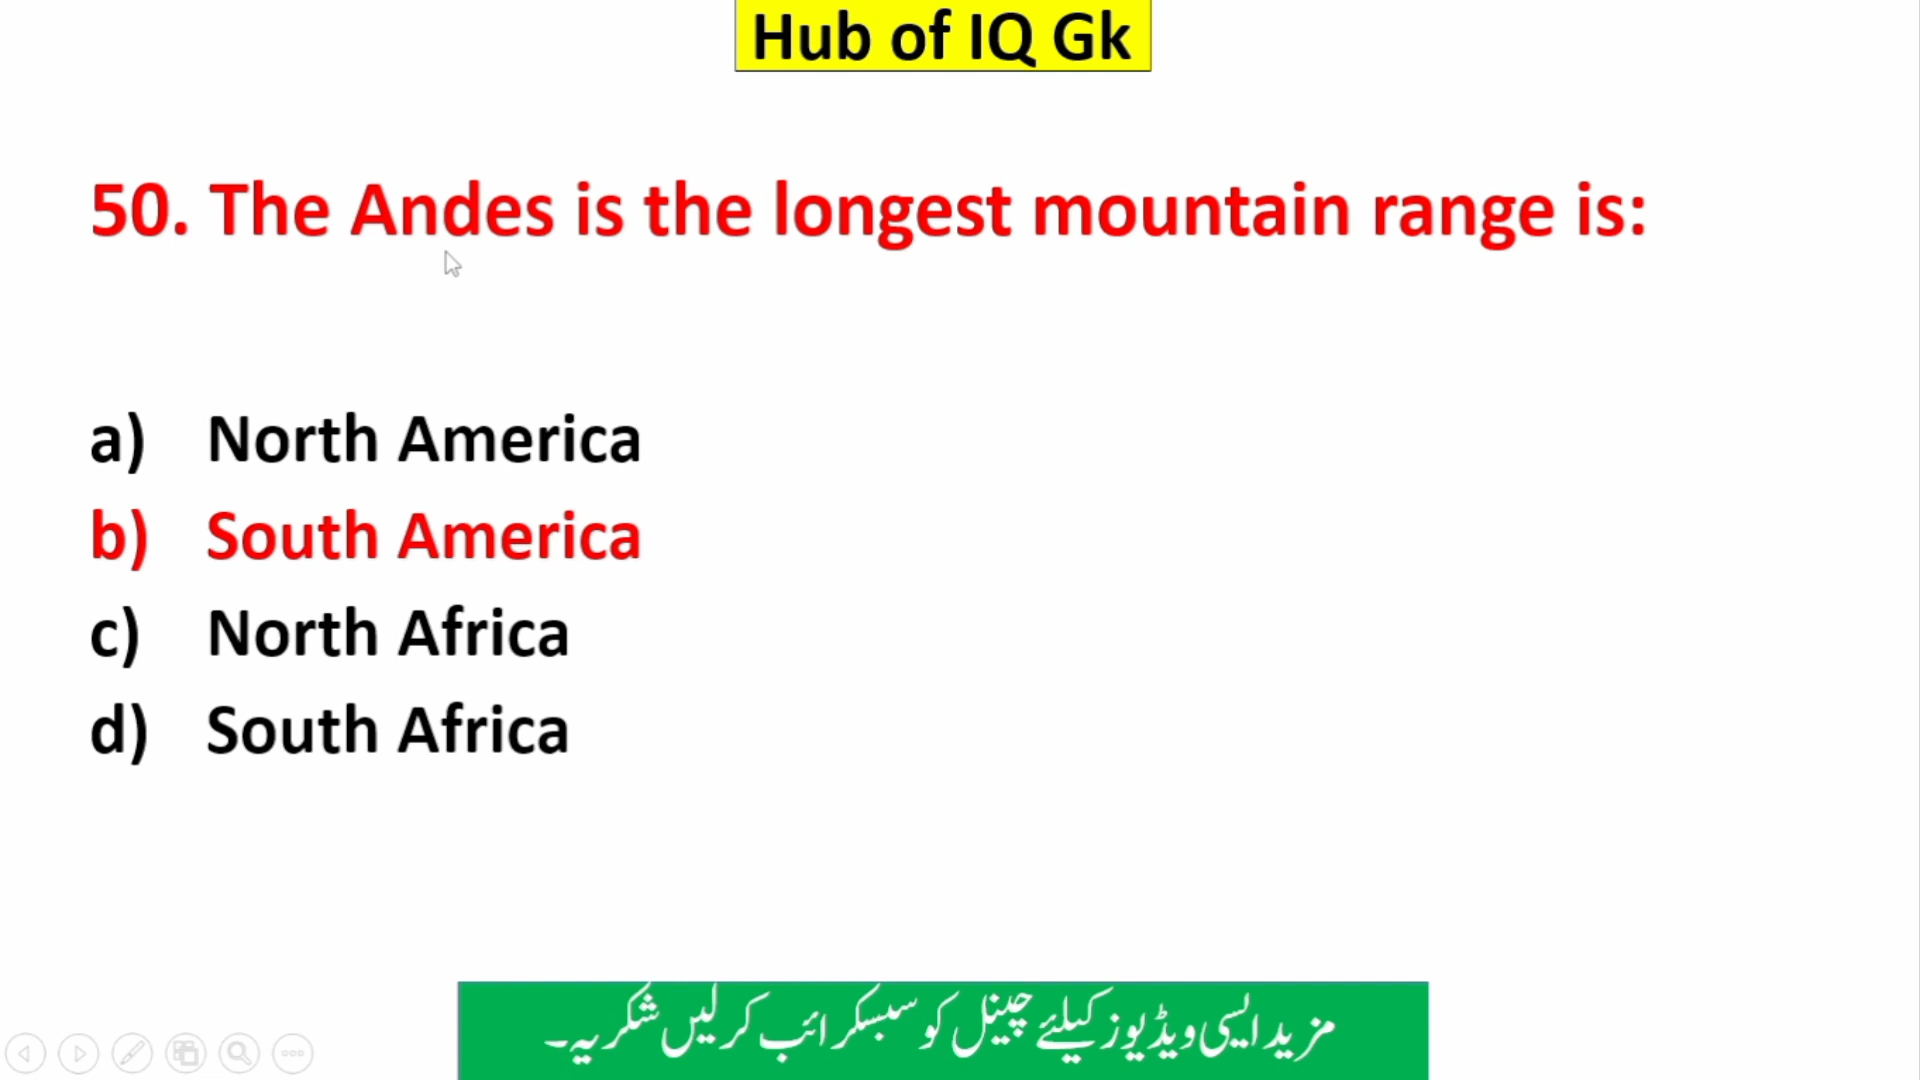 Hub of IQ Gk
50. The Andes is the longest mountain range is:
a) North America
b) South America
c) North Africa
d) South Africa
مزید ایسی ویڈیوز کیلئے چینل کو سبسکرائب کرلیں شکریہ۔